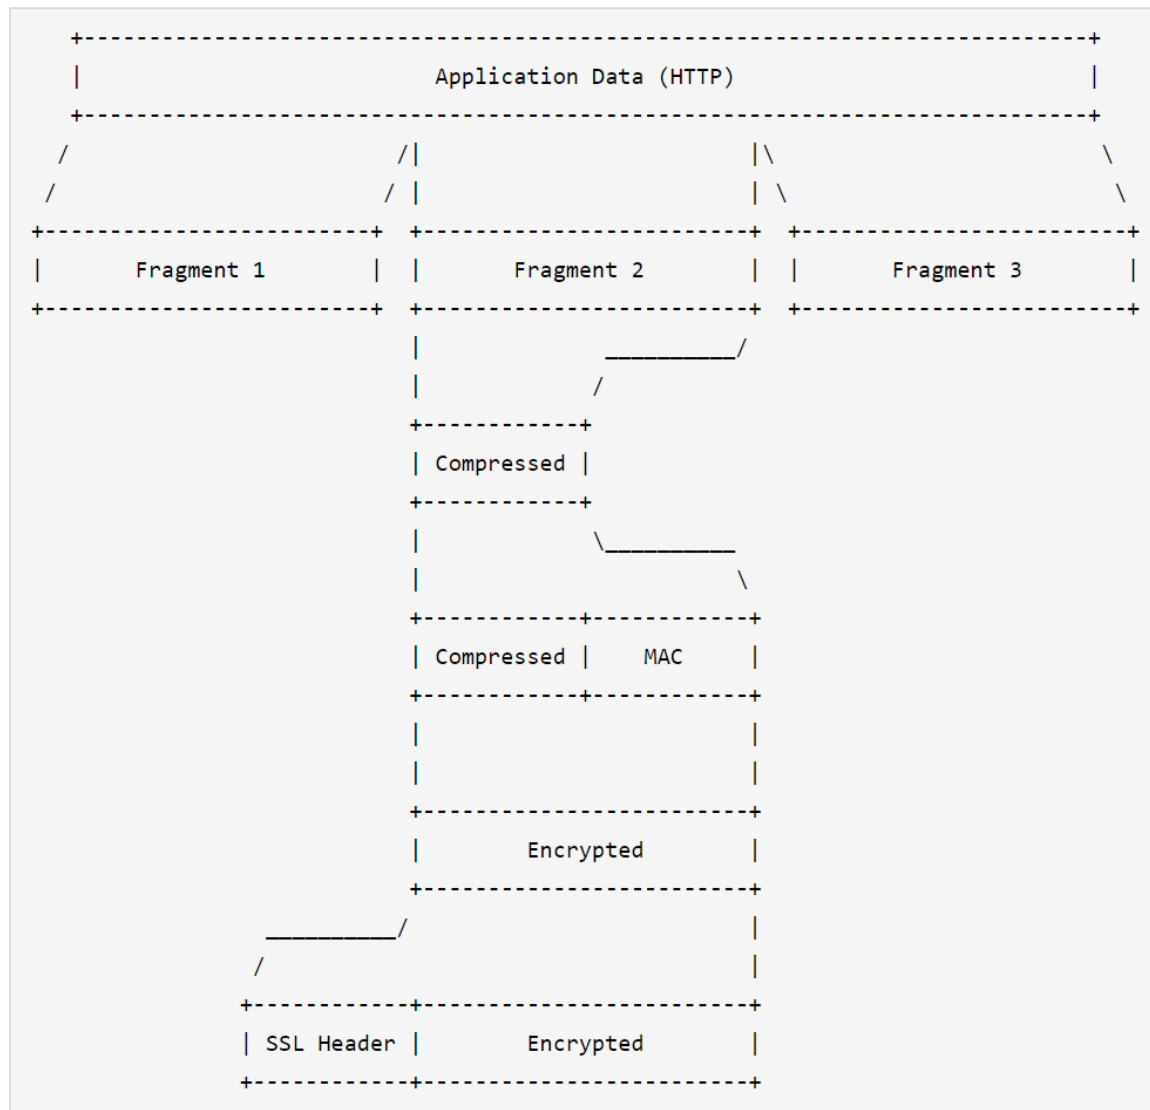 Application Data (HTTP)
Fragment 1 Fragment 2 Fragment 3
Compressed
Compressed MAC
Encrypted
SSL Header Encrypted